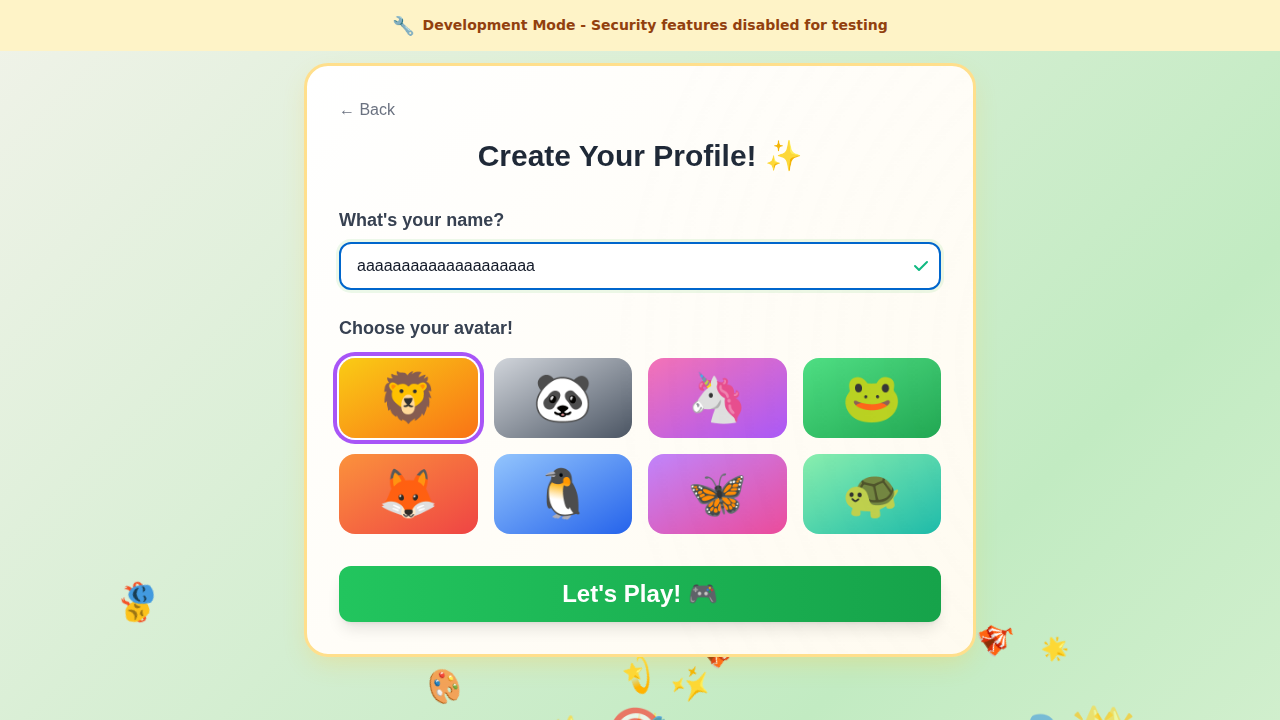 🔧 Development Mode - Security features disabled for testing
← Back
Create Your Profile! ✨
What's your name?
aaaaaaaaaaaaaaaaaaaa
Choose your avatar!
Let's Play! 🎮